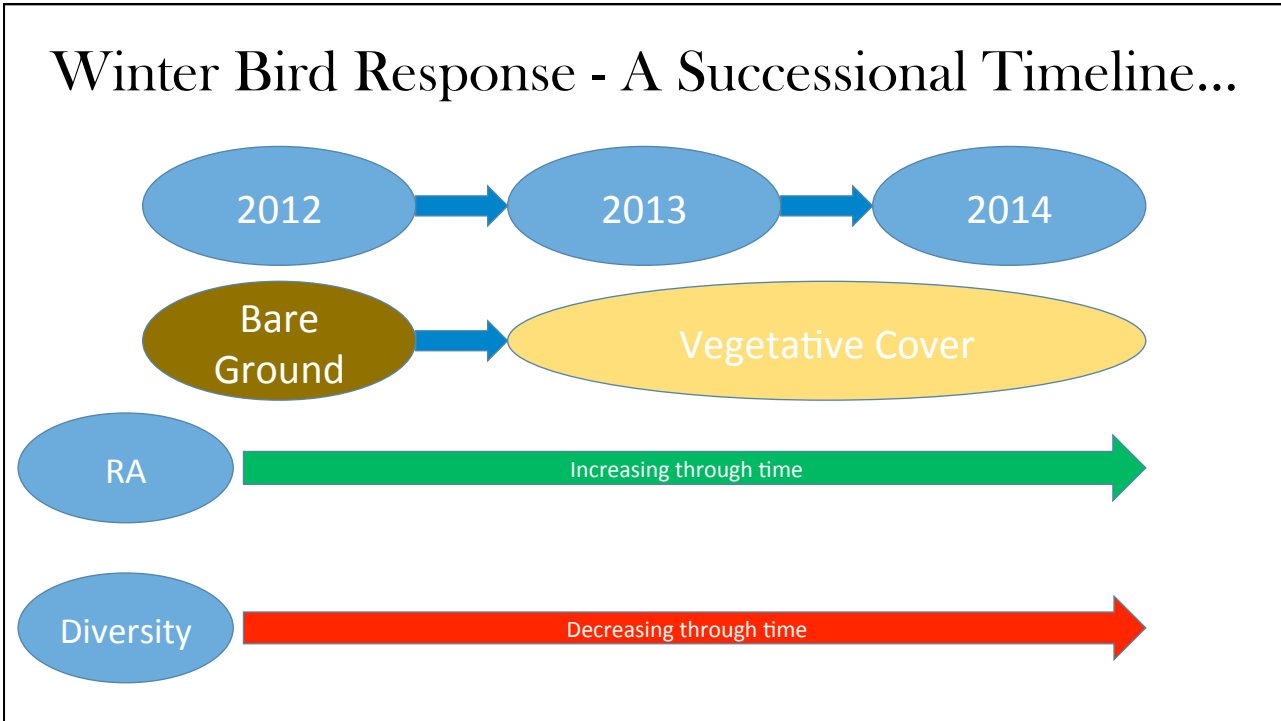 Winter Bird Response - A Successional Timeline...
2012
2013
2014
Bare
Ground
Vegetative Cover
RA
Increasing through time
Diversity
Decreasing through time